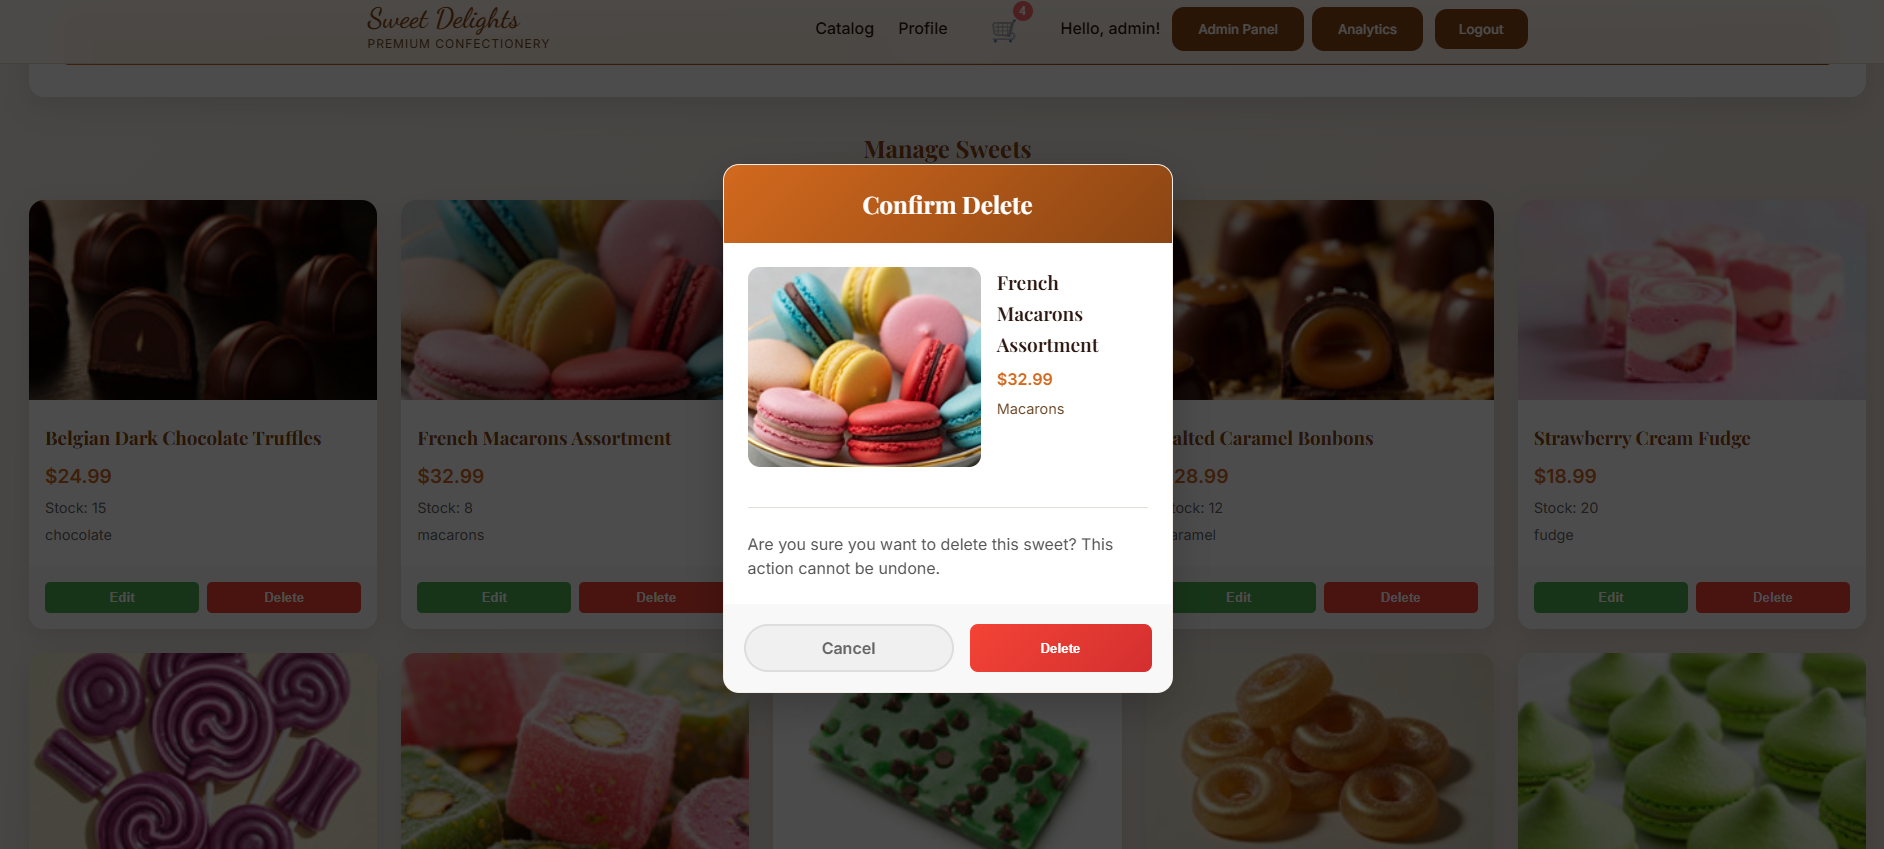 Sweet Delights
PREMIUM CONFECTIONERY
Catalog
Profile
4
Hello, admin!
Admin Panel
Analytics
Logout
Manage Sweets
Confirm Delete
French
Macarons
Assortment
$32.99
Macarons
Are you sure you want to delete this sweet? This
action cannot be undone.
Cancel
Delete
Belgian Dark Chocolate Truffles
$24.99
Stock: 15
chocolate
Edit
Delete
French Macarons Assortment
$32.99
Stock: 8
macarons
Edit
Delete
alted Caramel Bonbons
28.99
ock: 12
aramel
Edit
Delete
Strawberry Cream Fudge
$18.99
Stock: 20
fudge
Edit
Delete